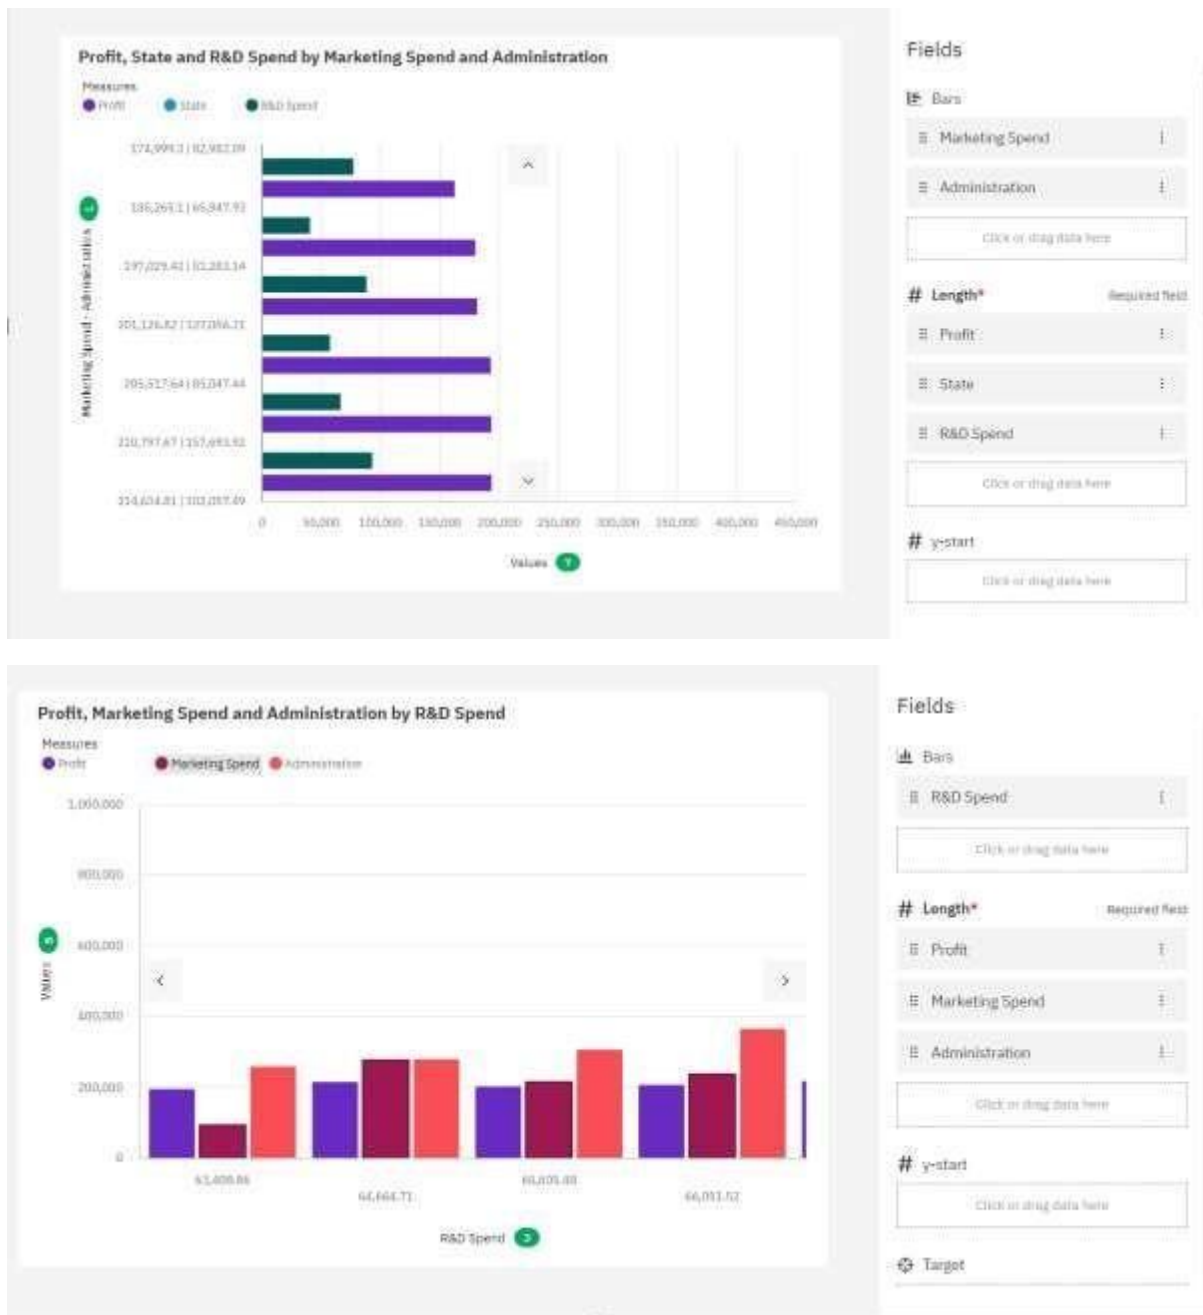 Profit, State and R&D Spend by Marketing Spend and Administration
Measures
Profit State R&D Spend
Marketing Spend - Administration
0 50,000 100,000 150,000 200,000 250,000 300,000 350,000 400,000 450,000
Values 7
Fields
Bars
Marketing Spend
Administration
Click or drag data here
# Length* Required field
Profit
State
R&D Spend
Click or drag data here
# y-start
Click or drag data here
Profit, Marketing Spend and Administration by R&D Spend
Measures
Profit Marketing Spend Administration
1,000,000
800,000
600,000
400,000
200,000
0
Values 5
64,664.71
R&D Spend 3
Fields
Bars
R&D Spend
Click or drag data here
# Length* Required field
Profit
Marketing Spend
Administration
Click or drag data here
# y-start
Click or drag data here
Target